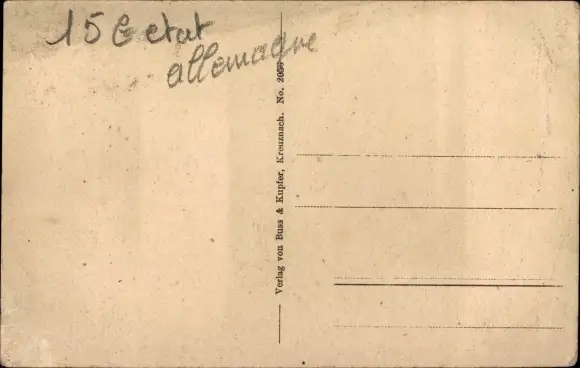 15 € etat
allemagne
Verlag von Buss & Kupfer, Kreuznach. No.